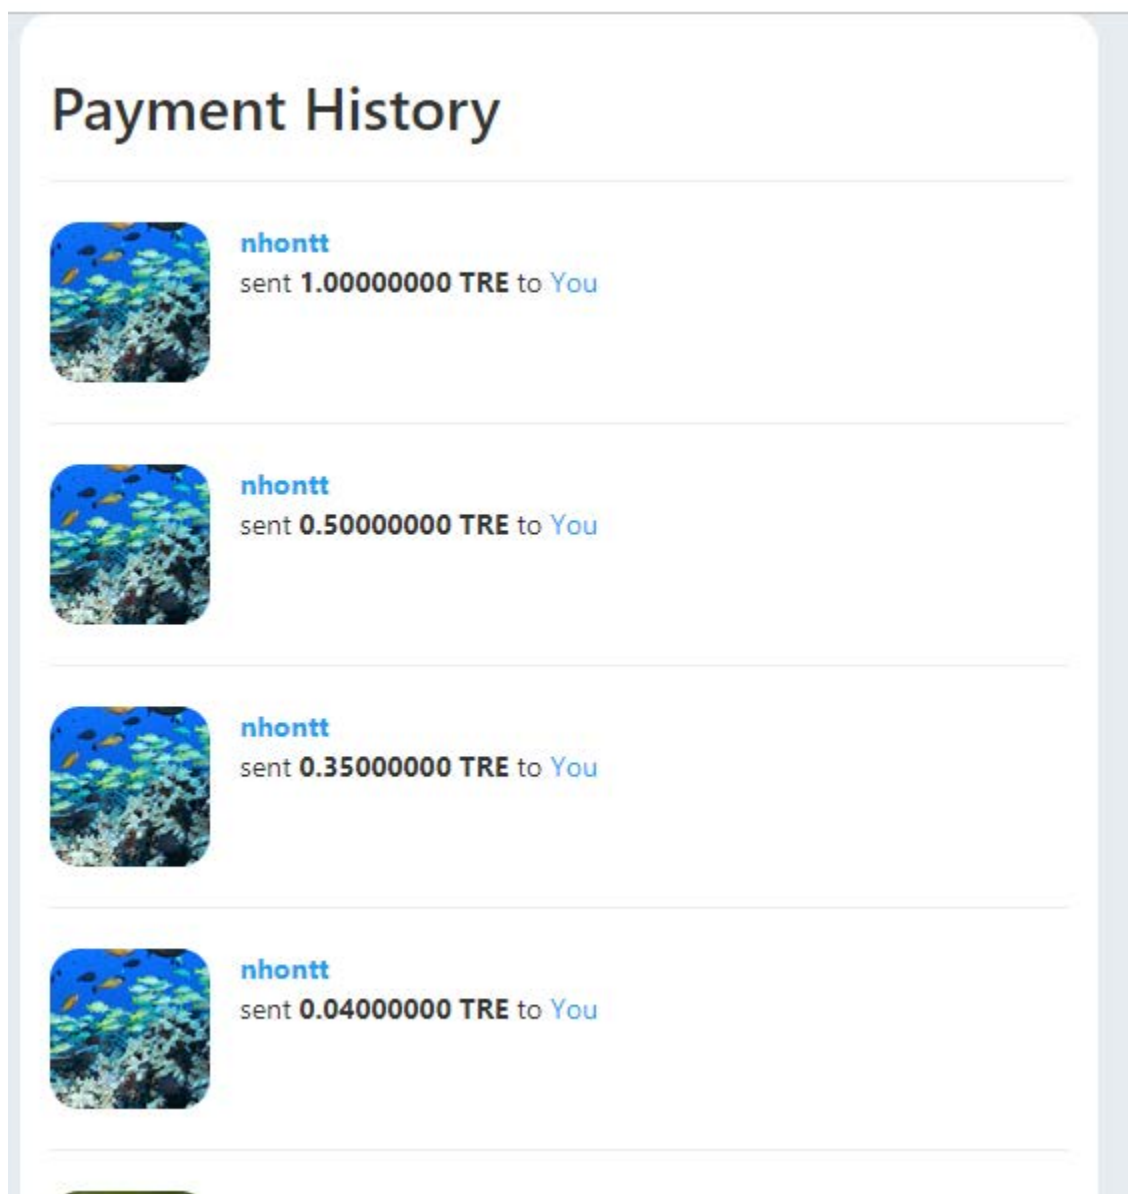 Payment History
nhontt
sent 1.00000000 TRE to You
nhontt
sent 0.50000000 TRE to You
nhontt
sent 0.35000000 TRE to You
nhontt
sent 0.04000000 TRE to You